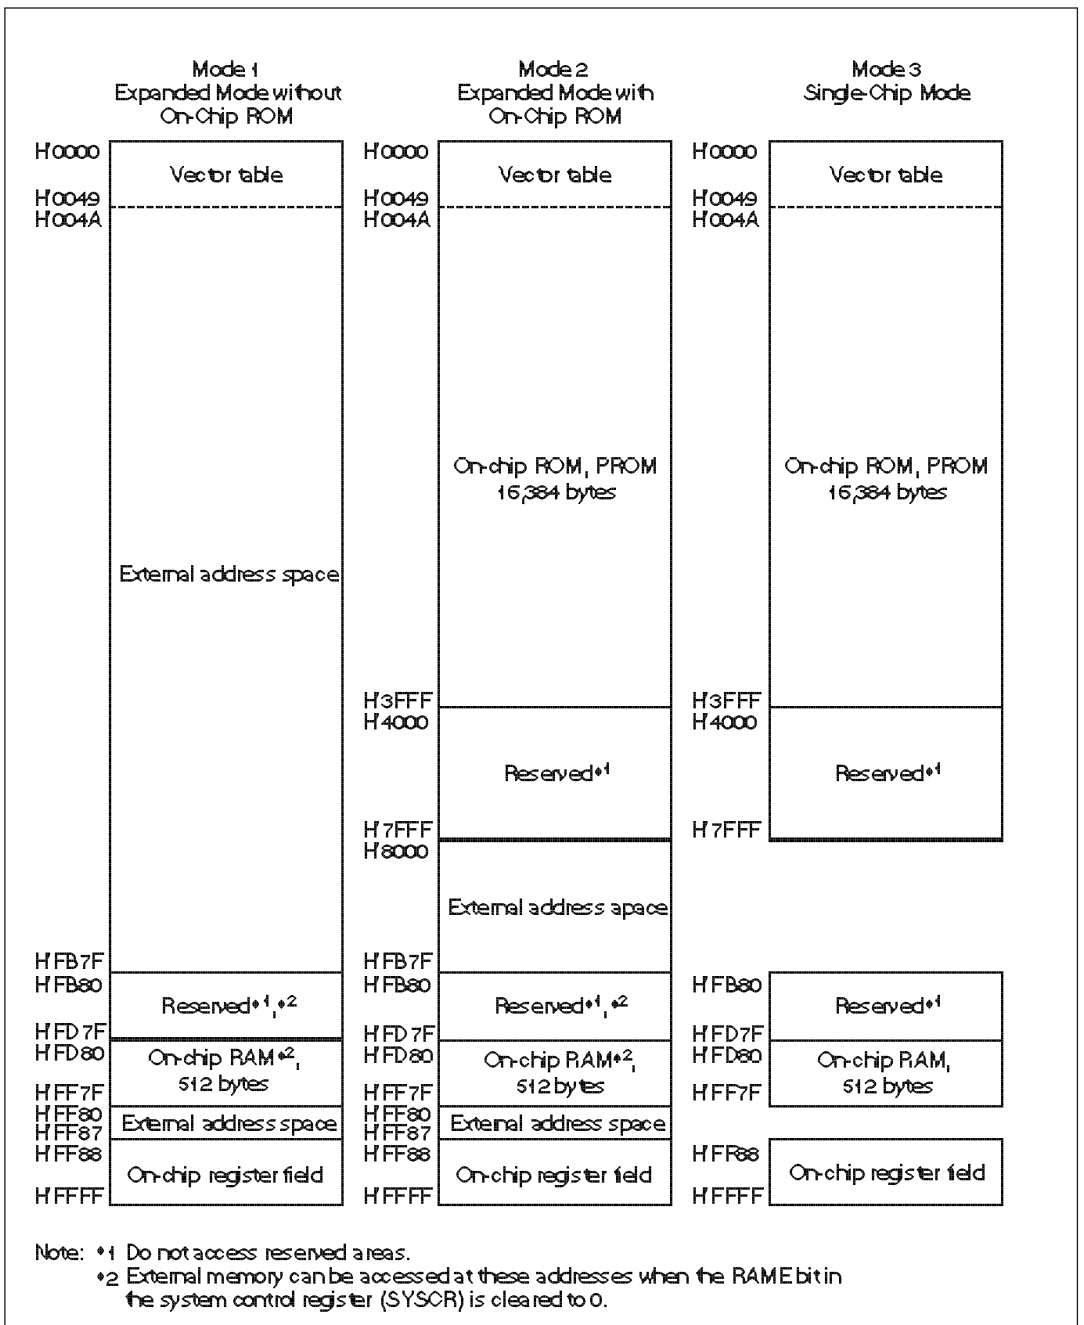 Mode 1
Expanded Mode without
On-Chip ROM
H'0000
Vector table
H'0049
H'004A
External address space
H'FB7F
H'FB80
Reserved*1,*2
H'FD7F
H'FD80
On-chip RAM*2,
512 bytes
H'FF7F
H'FF80
External address space
H'FF87
H'FF88
On-chip register field
H'FFFF
Mode 2
Expanded Mode with
On-Chip ROM
H'0000
Vector table
H'0049
H'004A
On-chip ROM, PROM
16,384 bytes
H'3FFF
H'4000
Reserved*1
H'7FFF
H'8000
External address apace
H'FB7F
H'FB80
Reserved*1,*2
H'FD7F
H'FD80
On-chip RAM*2,
512 bytes
H'FF7F
H'FF80
External address space
H'FF87
H'FF88
On-chip register field
H'FFFF
Mode 3
Single-Chip Mode
H'0000
Vector table
H'0049
H'004A
On-chip ROM, PROM
16,384 bytes
H'3FFF
H'4000
Reserved*1
H'7FFF
H'FB80
Reserved*1
H'FD7F
H'FD80
On-chip RAM,
512 bytes
H'FF7F
H'FF88
On-chip register field
H'FFFF
Note: *1 Do not access reserved areas.
*2 External memory can be accessed at these addresses when the RAME bit in
the system control register (SYSCR) is cleared to 0.